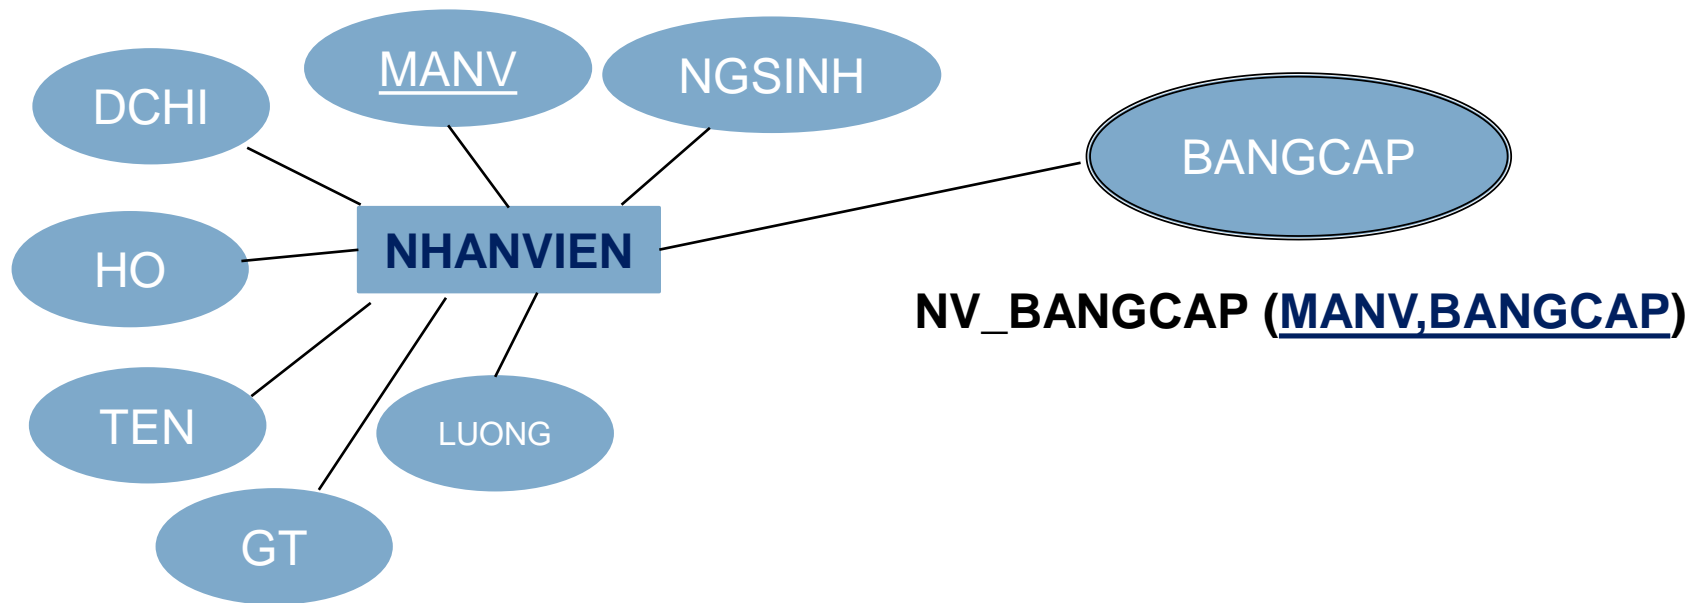 MANV
NGSINH
DCHI
BANGCAP
NHANVIEN
HO
NV_BANGCAP (MANV,BANGCAP)
TEN
LUONG
GT